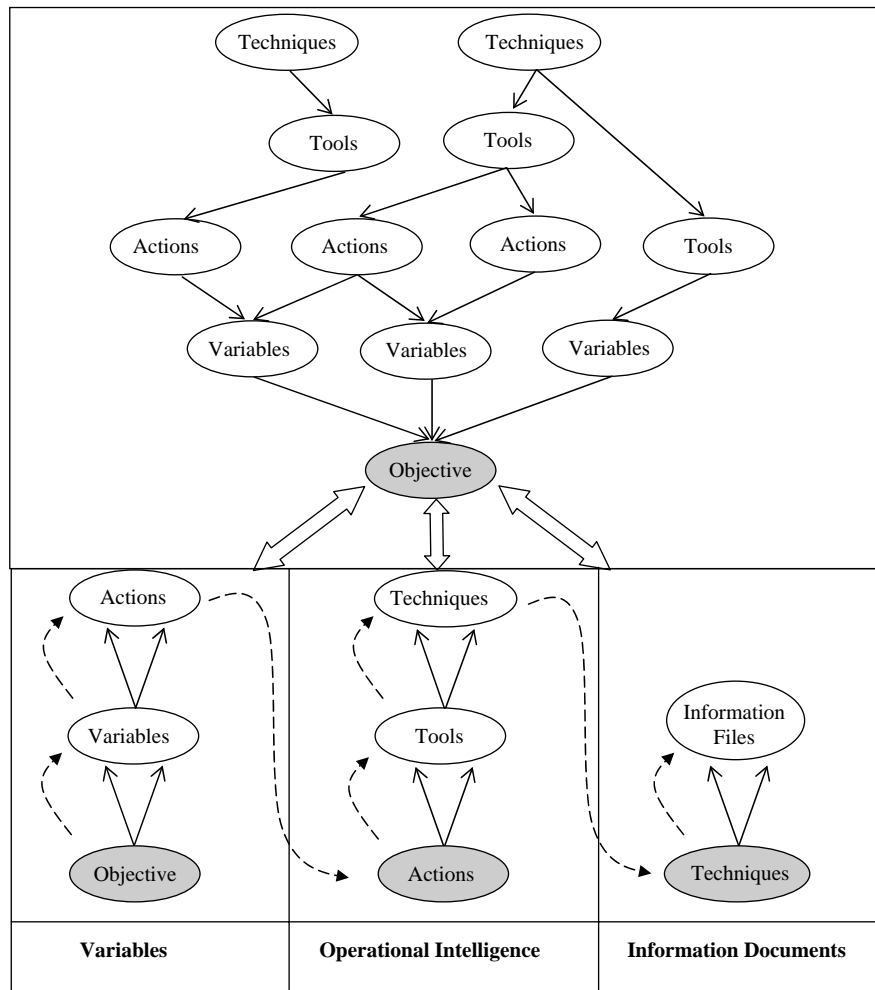 Techniques
Techniques
Tools
Tools
Actions
Actions
Actions
Tools
Variables
Variables
Variables
Objective
Actions
Techniques
Variables
Tools
Information
Files
Objective
Actions
Techniques
Variables
Operational Intelligence
Information Documents